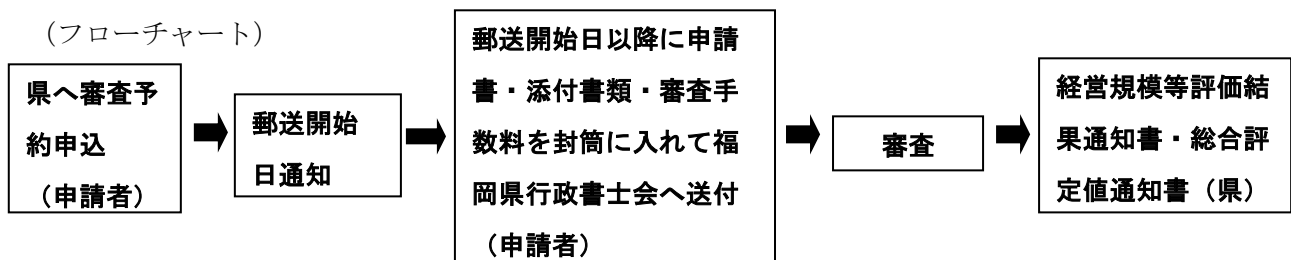 (フローチャート)
県へ審査予
約申込
(申請者)
郵送開始
日通知
郵送開始日以降に申請
書・添付書類・審査手
数料を封筒に入れて福
岡県行政書士会へ送付
(申請者)
審査
経営規模等評価結
果通知書・総合評
定値通知書(県)